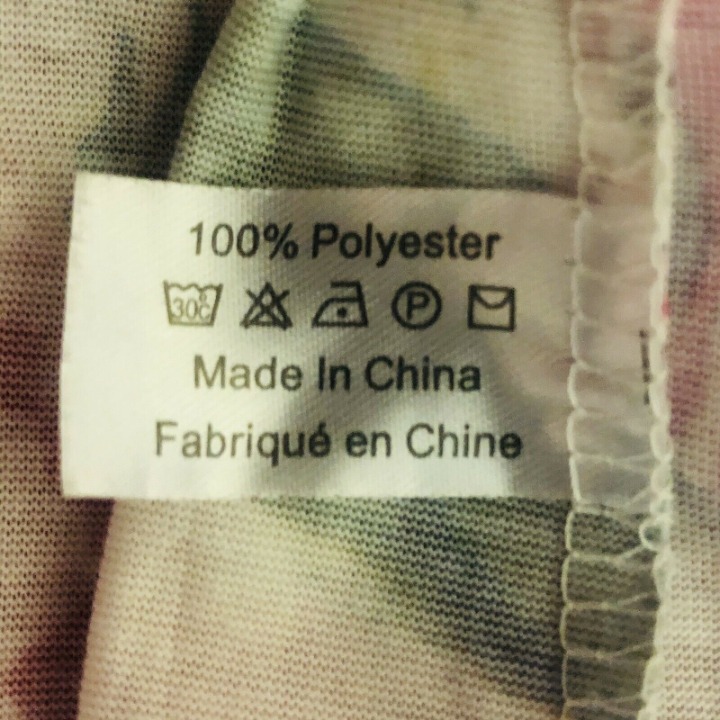 100% Polyester
30°C P
Made In China
Fabriqué en Chine